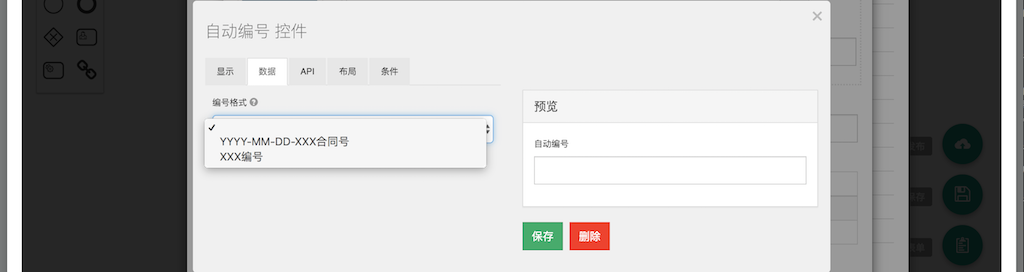 自动编号 控件
×
显示
数据
API
布局
条件
编号格式
YYYY-MM-DD-XXX合同号
XXX编号
预览
自动编号
保存
删除